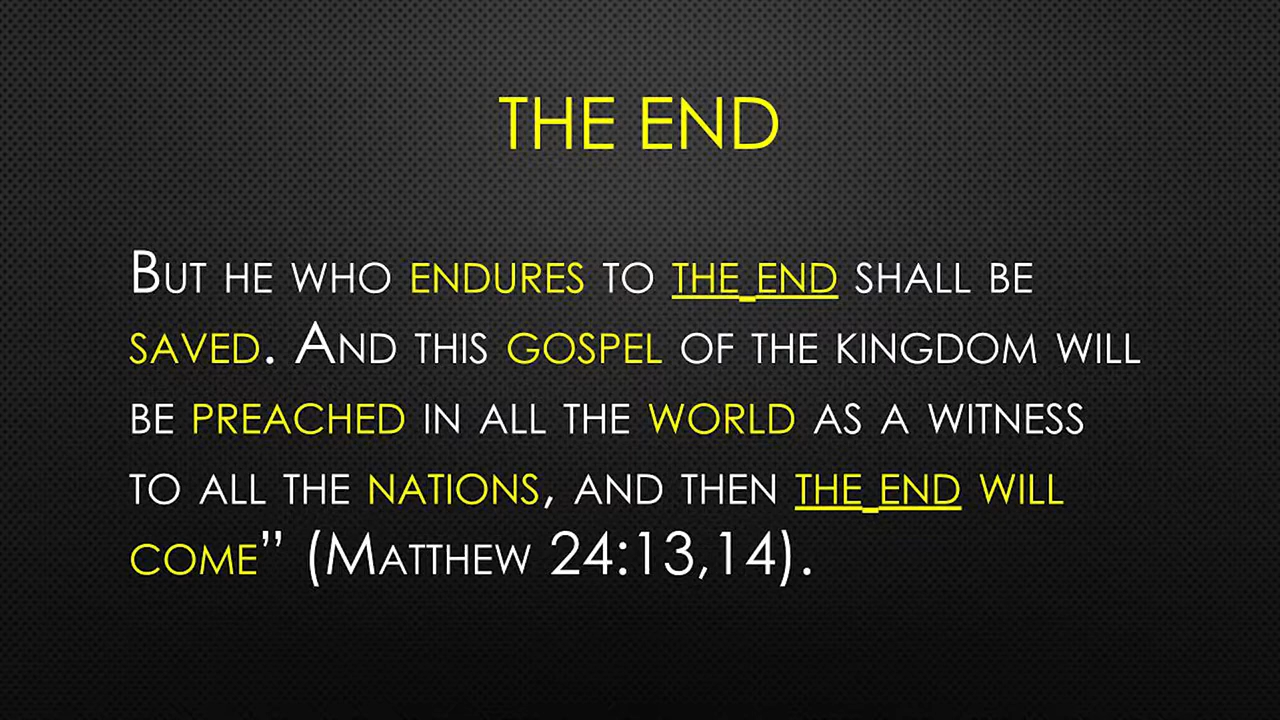 THE END
BUT HE WHO ENDURES TO THE END SHALL BE
SAVED. AND THIS GOSPEL OF THE KINGDOM WILL
BE PREACHED IN ALL THE WORLD AS A WITNESS
TO ALL THE NATIONS, AND THEN THE END WILL
COME” (MATTHEW 24:13,14).